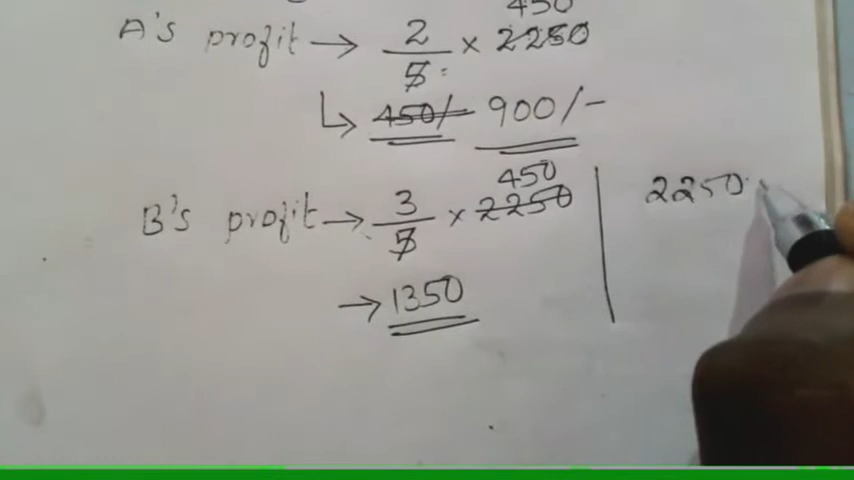 450
A's profit → 2/5 × 2250
↳ 450/- 900/-
450
B's profit → 3/5 × 2250
→ 1350
2250